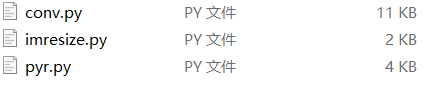 conv.py PY 文件 11 KB
imresize.py PY 文件 2 KB
pyr.py PY 文件 4 KB